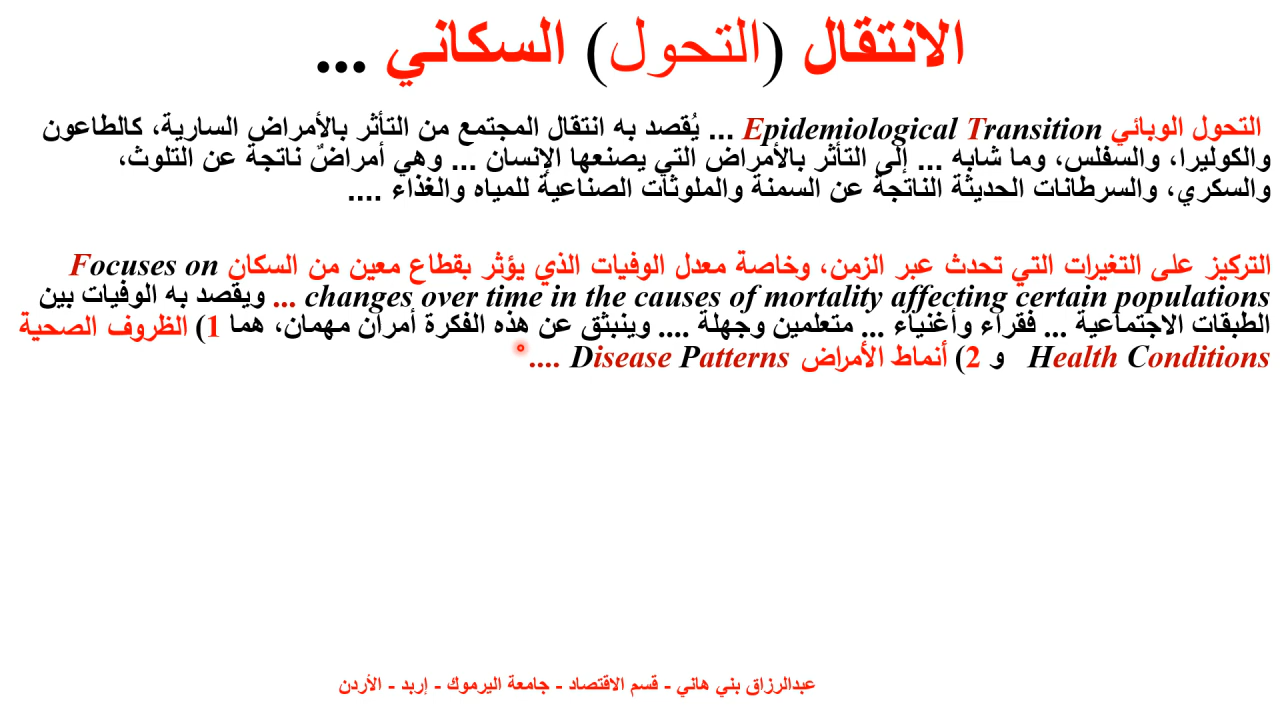 الانتقال (التحول) السكاني ...
التحول الوبائي Epidemiological Transition ... يُقصد به انتقال المجتمع من التأثر بالأمراض السارية، كالطاعون
والكوليرا، والسفلس، وما شابه ... إلى التأثر بالأمراض التي يصنعها الإنسان ... وهي أمراضٌ ناتجة عن التلوث،
والسكري، والسرطانات الحديثة الناتجة عن السمنة والملوثات الصناعية للمياه والغذاء ....
التركيز على التغيرات التي تحدث عبر الزمن، وخاصة معدل الوفيات الذي يؤثر بقطاع معين من السكان Focuses on
changes over time in the causes of mortality affecting certain populations ... ويقصد به الوفيات بين
الطبقات الاجتماعية ... فقراء وأغنياء ... متعلمين وجهلة .... وينبثق عن هذه الفكرة أمران مهمان، هما 1) الظروف الصحية
Health Conditions و 2) أنماط الأمراض Disease Patterns ....
عبدالرزاق بني هاني - قسم الاقتصاد - جامعة اليرموك - إربد - الأردن